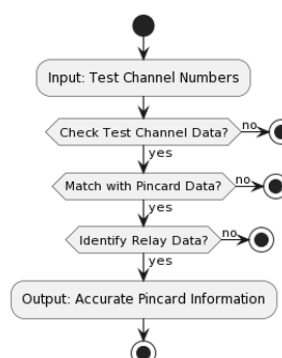 Input: Test Channel Numbers
Check Test Channel Data?
no
yes
Match with Pincard Data?
no
yes
Identify Relay Data?
no
yes
Output: Accurate Pincard Information